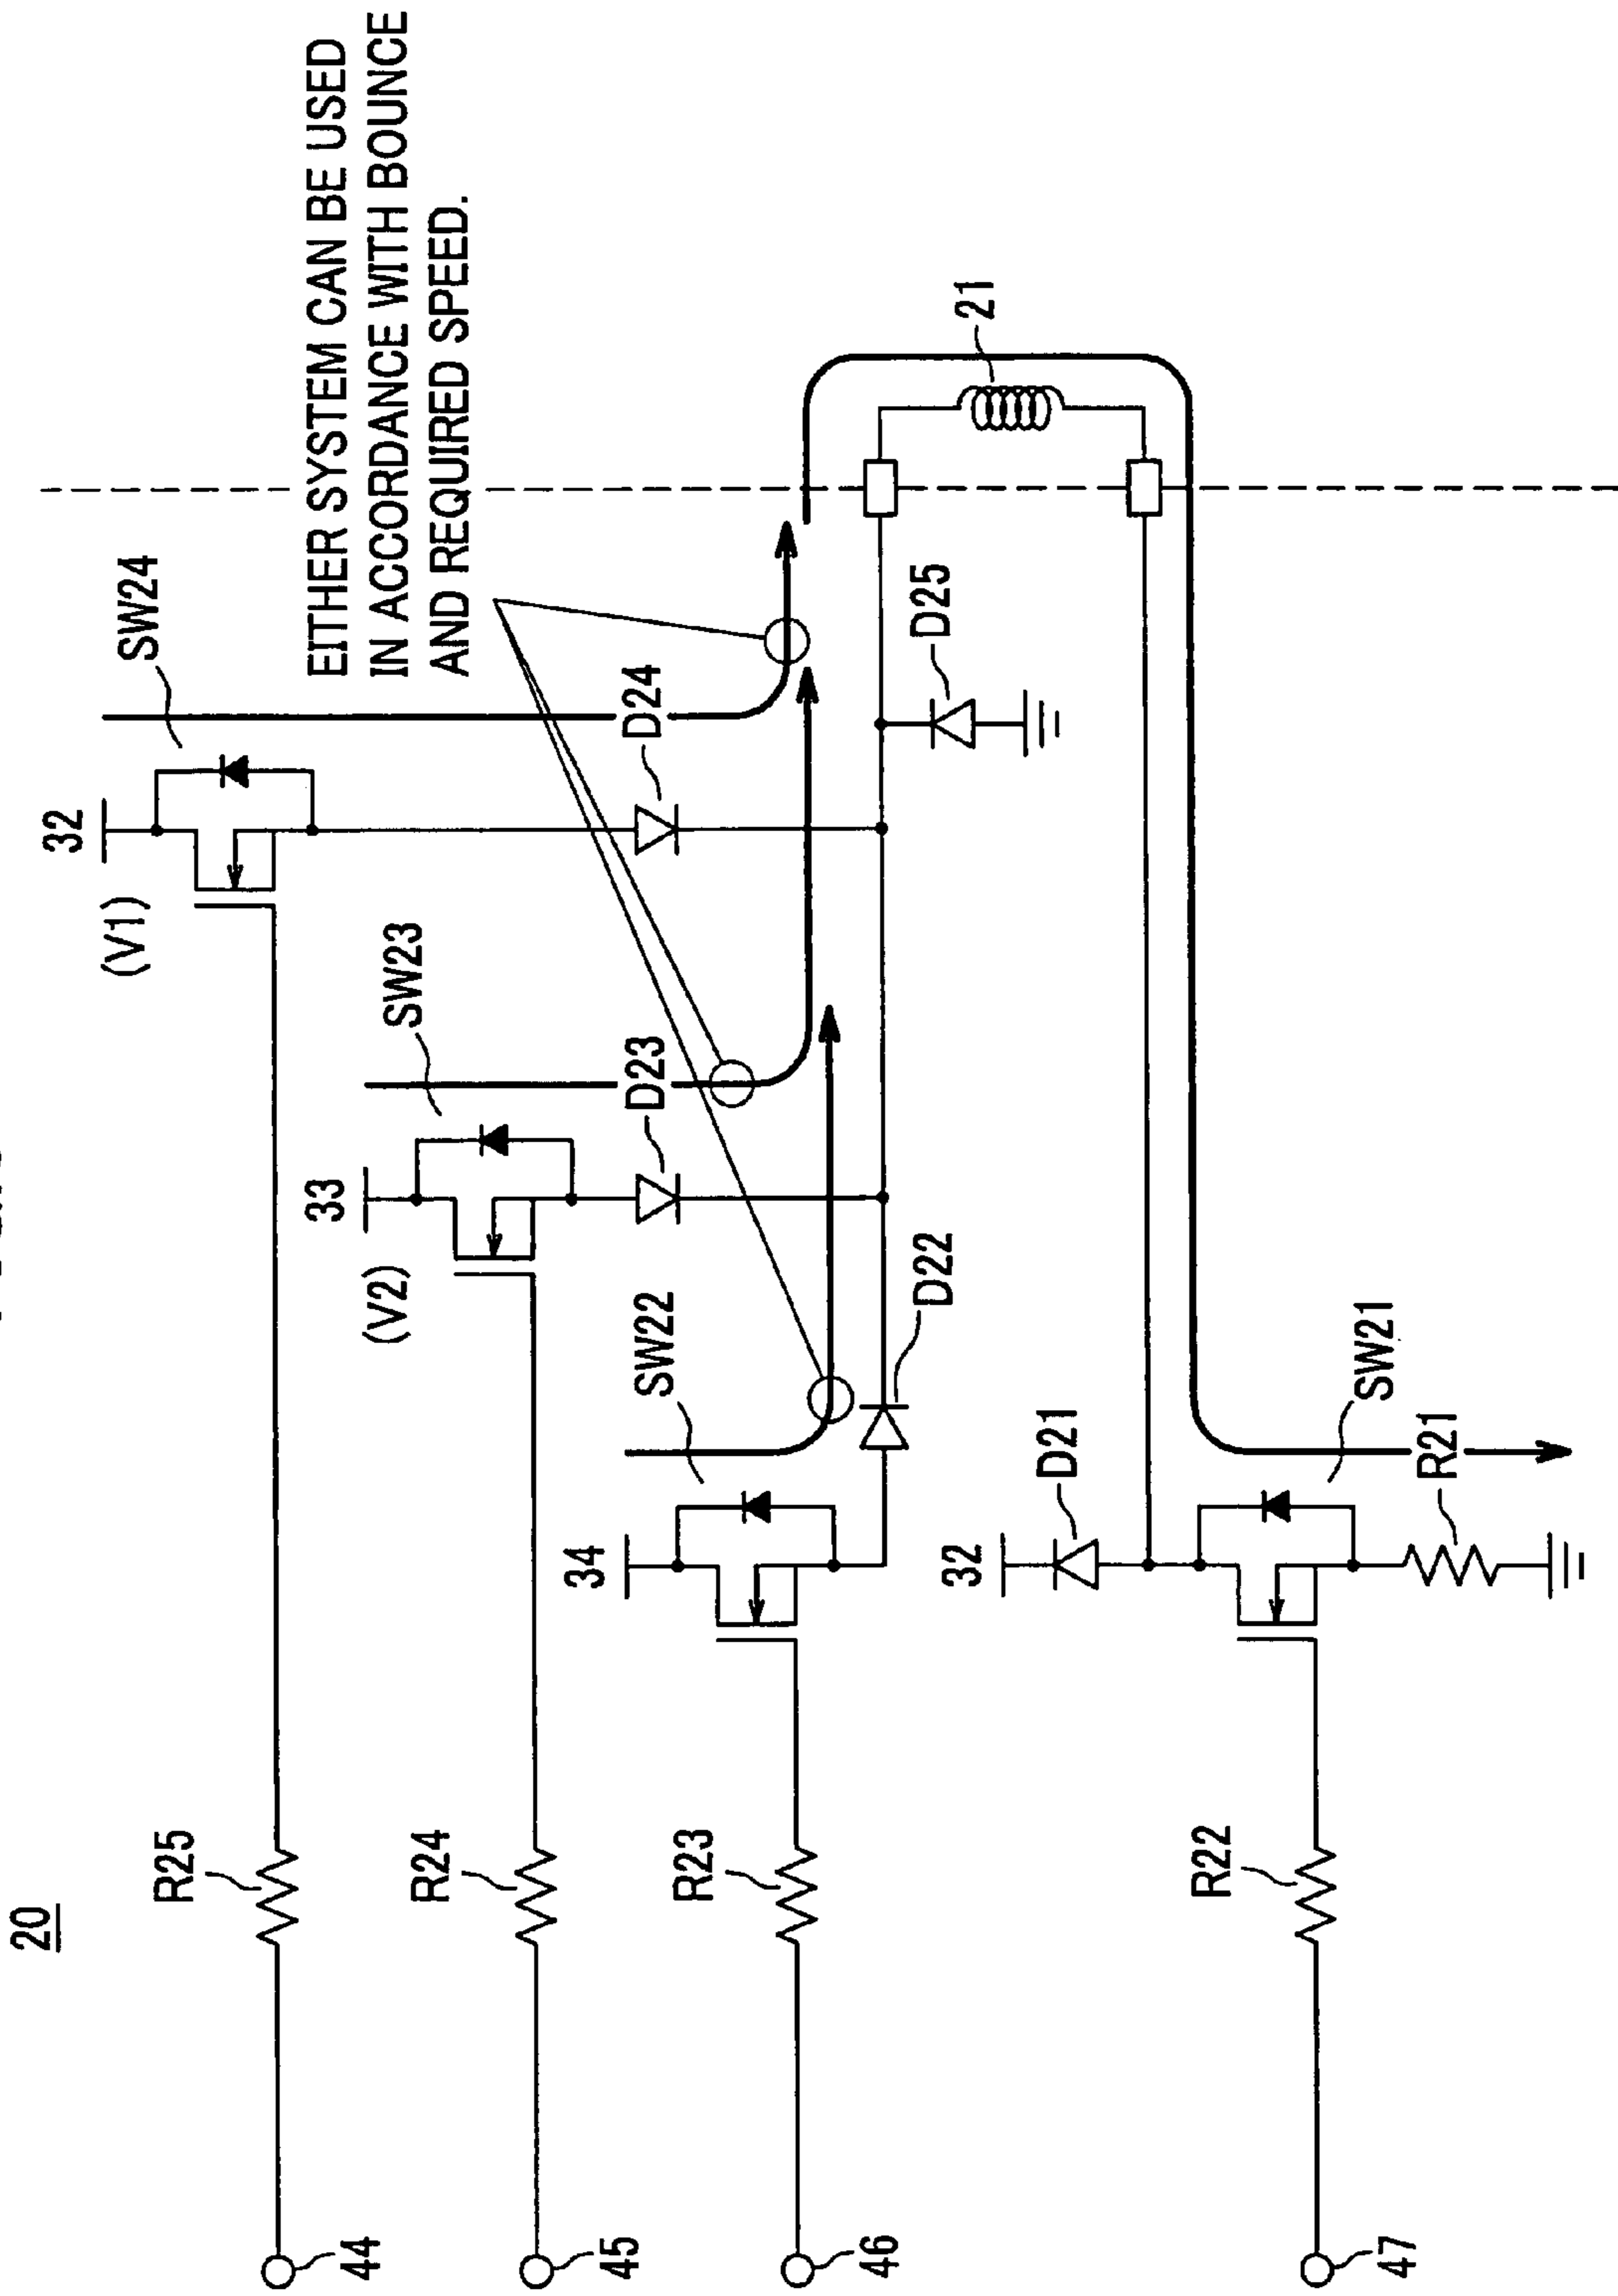 20
32
(V1)
SW24
R25
EITHER SYSTEM CAN BE USED
IN ACCORDANCE WITH BOUNCE
AND REQUIRED SPEED.
44
33
(V2)
SW23
R24
D23
D24
45
34
SW22
R23
46
D22
D25
21
32
D21
R22
SW21
47
R21